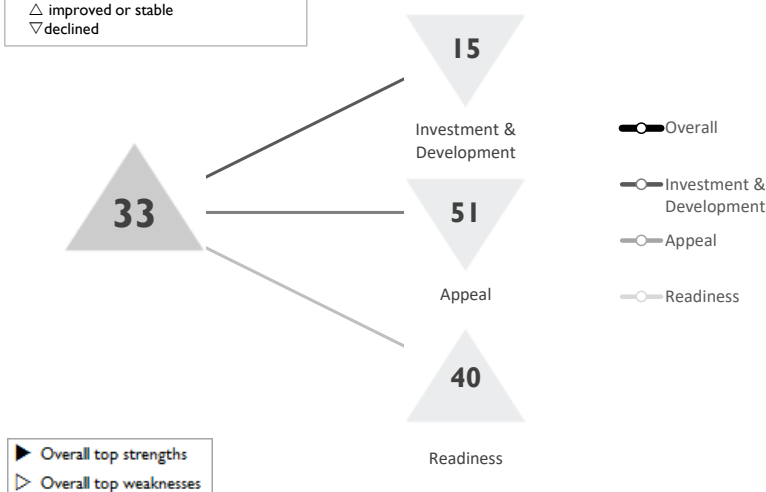 △ improved or stable
▽ declined
15
Investment &
Development
33
51
Appeal
40
Readiness
Overall
Investment &
Development
Appeal
Readiness
▶ Overall top strengths
▷ Overall top weaknesses